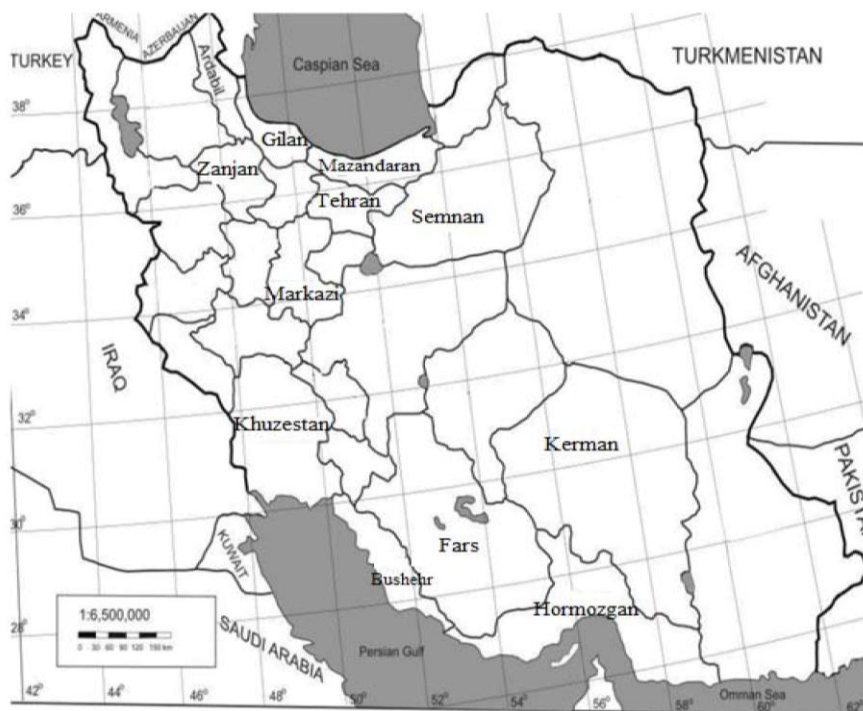 ARMENIA
AZERBAIJAN
TURKEY
Ardabil
Caspian Sea
TURKMENISTAN
38°
Gilan
Mazandaran
Zanjan
Tehran
36°
Semnan
AFGHANISTAN
34°
Markazi
IRAQ
32°
Khuzestan
Kerman
30°
KUWAIT
Fars
Bushehr
Hormozgan
1:6,500,000
0 30 60 90 120 150 km
28°
SAUDI ARABIA
Persian Gulf
Omman Sea
42° 44° 46° 48° 50° 52° 54° 56° 58° 60° 62